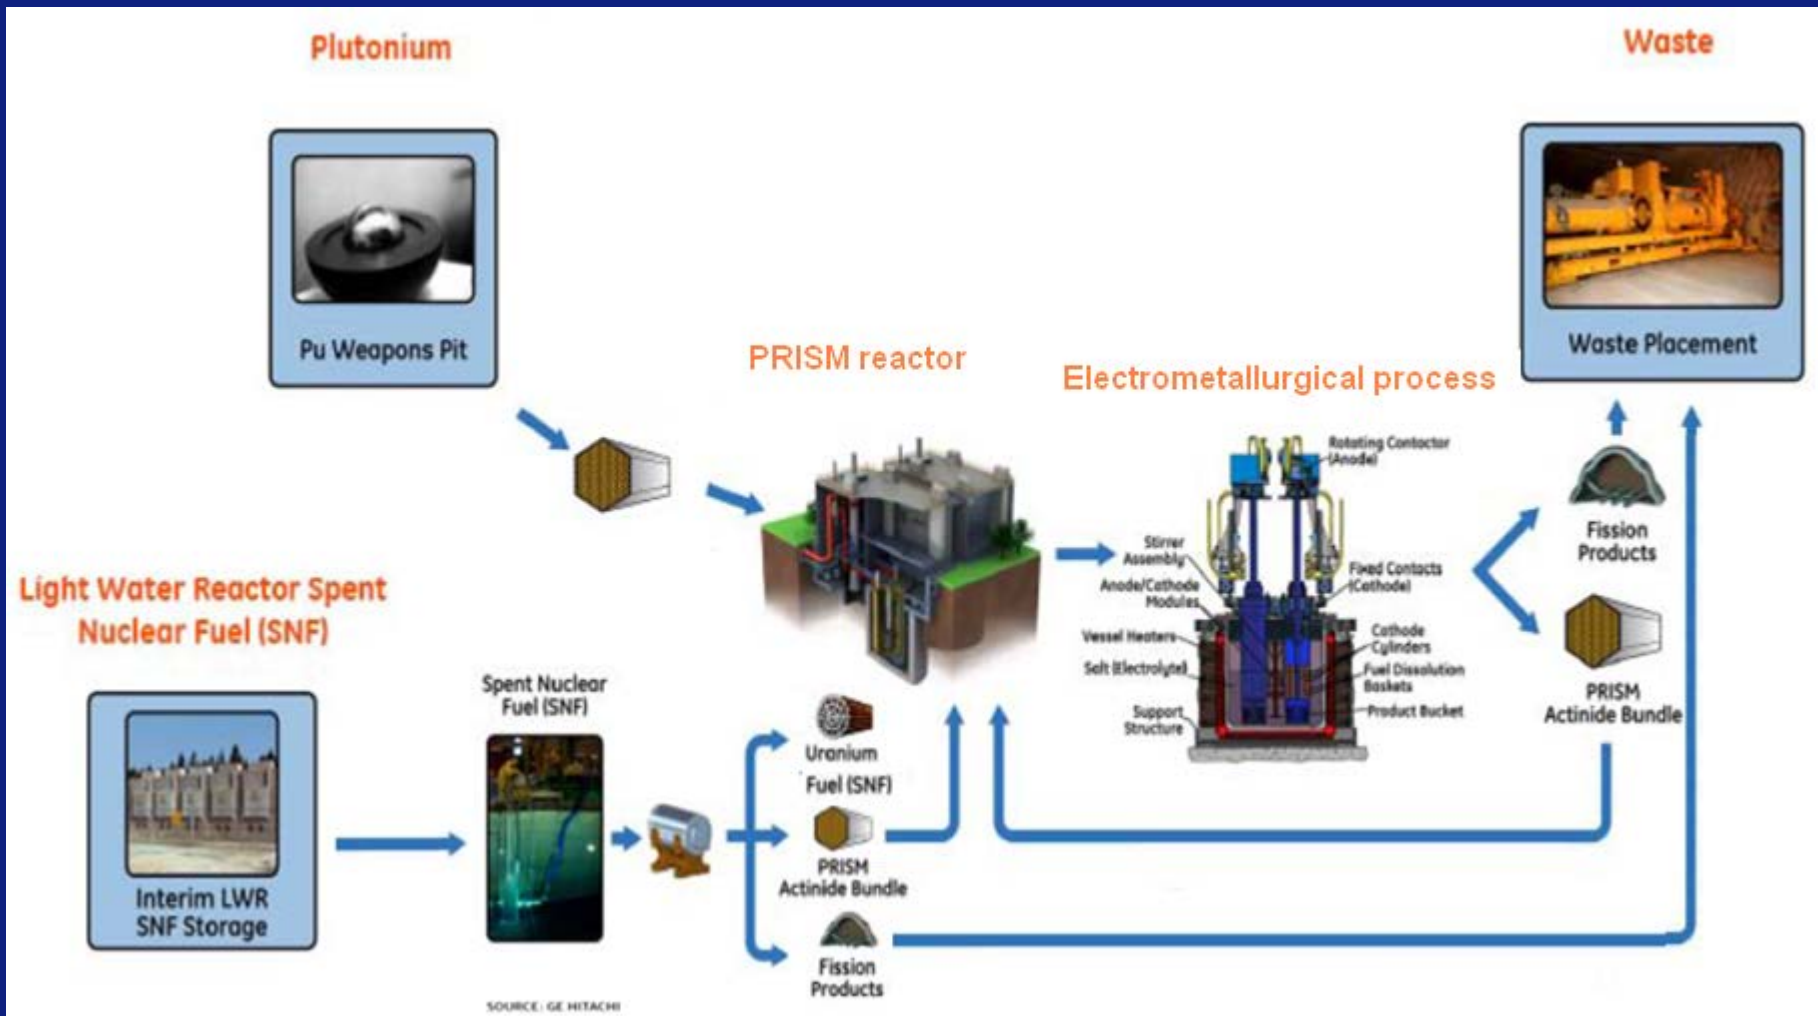 Plutonium
Waste
Pu Weapons Pit
Waste Placement
PRISM reactor
Electrometallurgical process
Rotating Contactor
(Anode)
Stirrer
Assembly
Anode/Cathode
Modules
Vessel Heaters
Salt (Electrolyte)
Support
Structure
Fixed Contacts
(Cathode)
Cathode
Cylinders
Fuel Dissolution
Baskets
Product Bucket
Fission
Products
PRISM
Actinide Bundle
Light Water Reactor Spent
Nuclear Fuel (SNF)
Interim LWR
SNF Storage
Spent Nuclear
Fuel (SNF)
Uranium
Fuel (SNF)
PRISM
Actinide Bundle
Fission
Products
SOURCE: GE HITACHI